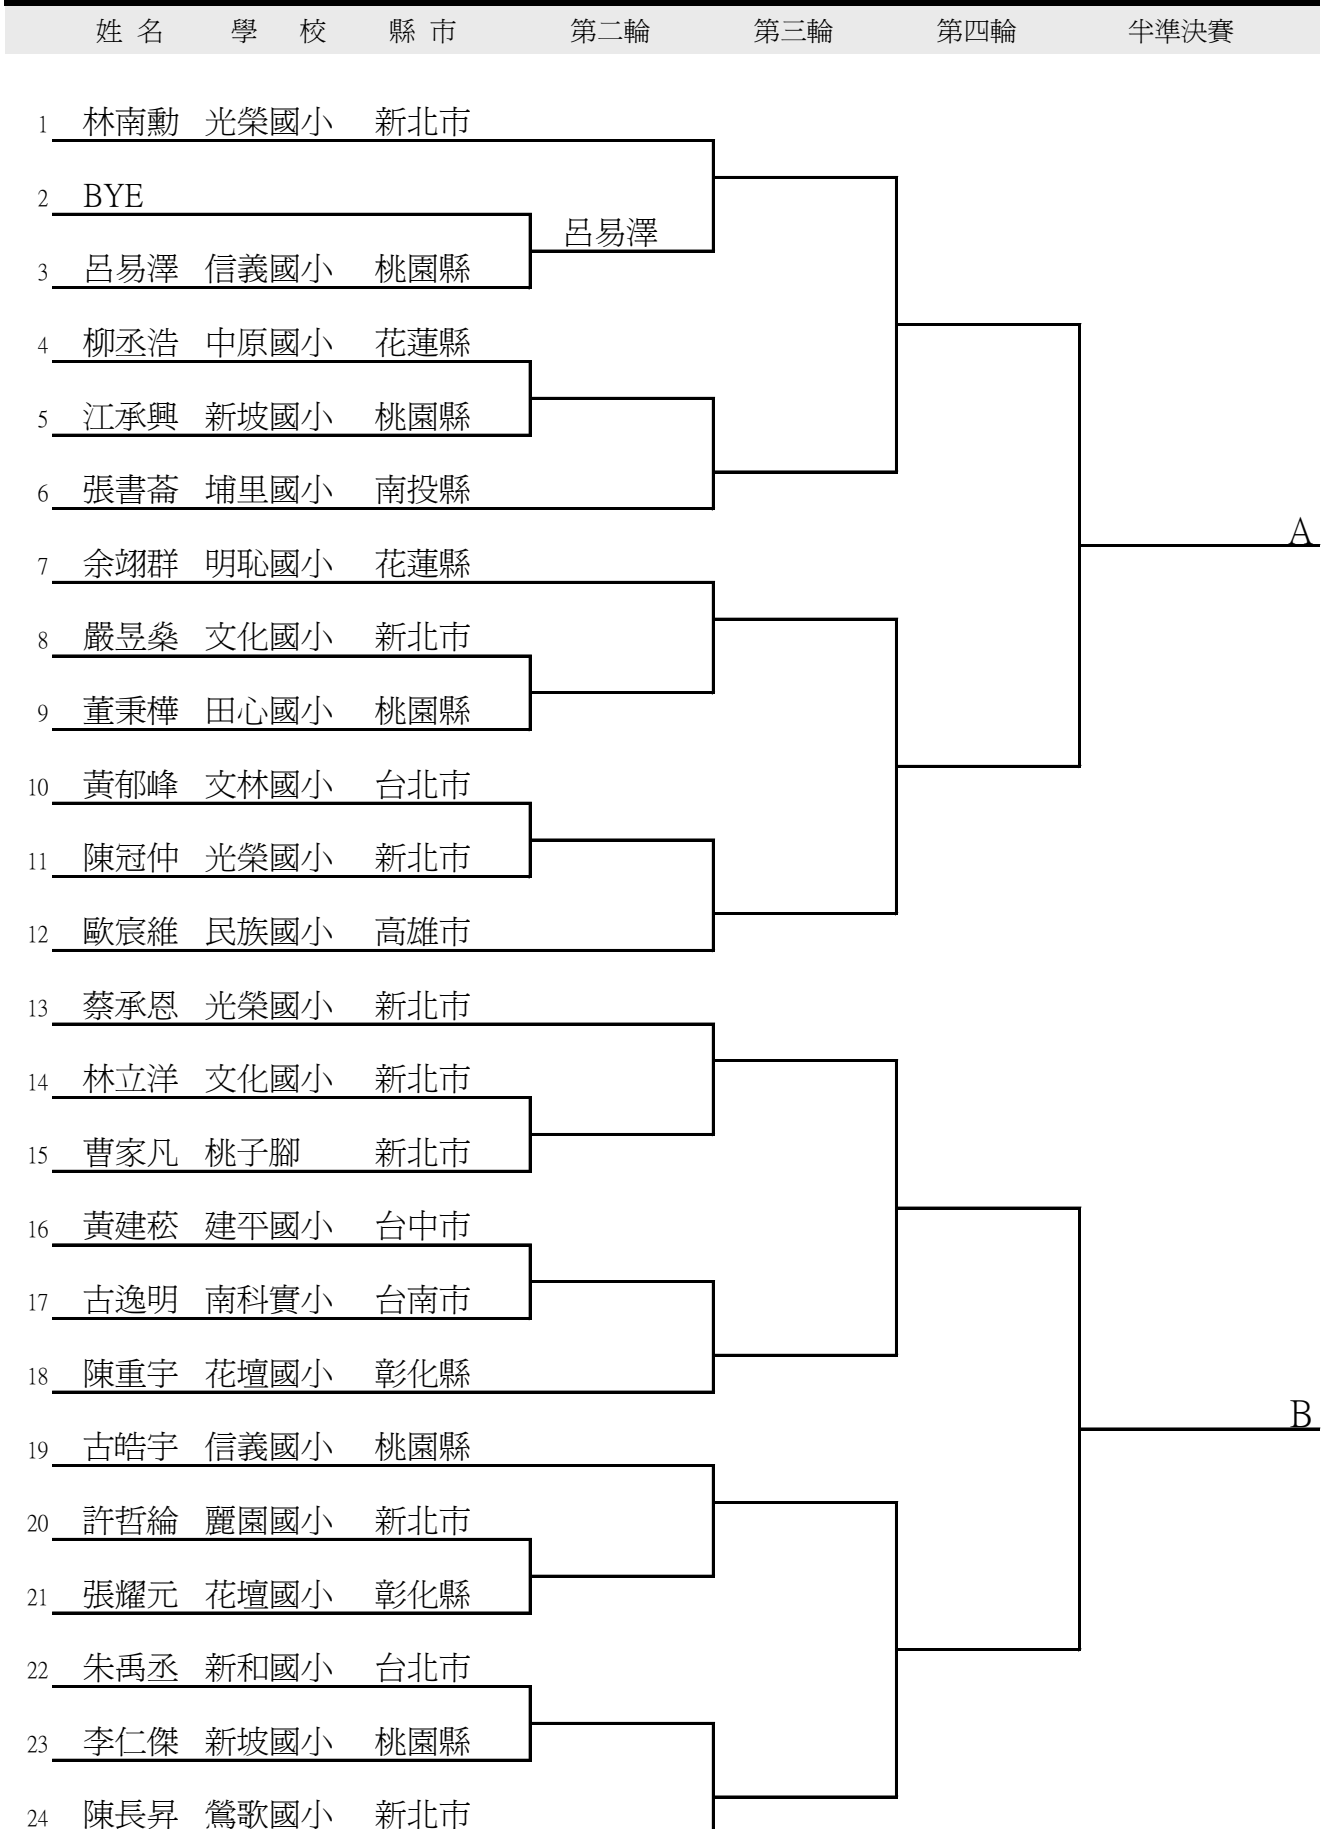 姓 名 學 校 縣 市 第二輪 第三輪 第四輪 半準決賽
1 林南勳 光榮國小 新北市
2 BYE
呂易澤
3 呂易澤 信義國小 桃園縣
4 柳丞浩 中原國小 花蓮縣
5 江承興 新坡國小 桃園縣
6 張書菕 埔里國小 南投縣
A
7 余翊群 明恥國小 花蓮縣
8 嚴昱燊 文化國小 新北市
9 董秉樺 田心國小 桃園縣
10 黃郁峰 文林國小 台北市
11 陳冠仲 光榮國小 新北市
12 歐宸維 民族國小 高雄市
13 蔡承恩 光榮國小 新北市
14 林立洋 文化國小 新北市
15 曹家凡 桃子腳 新北市
16 黃建菘 建平國小 台中市
17 古逸明 南科實小 台南市
18 陳重宇 花壇國小 彰化縣
B
19 古皓宇 信義國小 桃園縣
20 許哲綸 麗園國小 新北市
21 張耀元 花壇國小 彰化縣
22 朱禹丞 新和國小 台北市
23 李仁傑 新坡國小 桃園縣
24 陳長昇 鶯歌國小 新北市